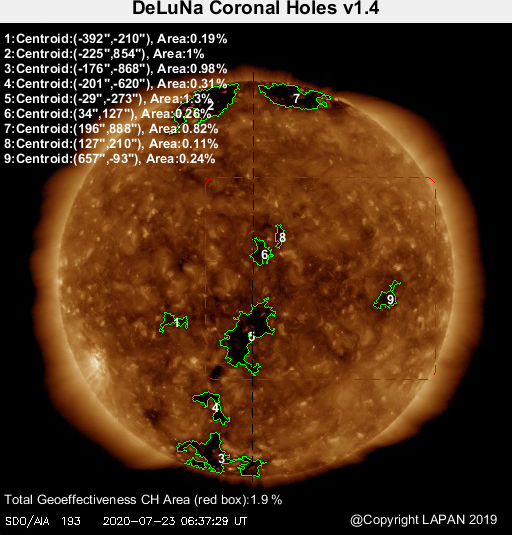 DeLuNa Coronal Holes v1.4
1:Centroid:(-392",-210"), Area:0.19%
2:Centroid:(-225",854"), Area:1%
3:Centroid:(-176",-868"), Area:0.98%
4:Centroid:(-201",-620"), Area:0.31%
5:Centroid:(-29",-273"), Area:1.3%
6:Centroid:(34",127"), Area:0.26%
7:Centroid:(196",888"), Area:0.82%
8:Centroid:(127",210"), Area:0.11%
9:Centroid:(657",-93"), Area:0.24%
2
7
8
6
9
1
5
4
3
Total Geoeffectiveness CH Area (red box):1.9 %
SDO/AIA 193 2020-07-23 06:37:29 UT
@Copyright LAPAN 2019